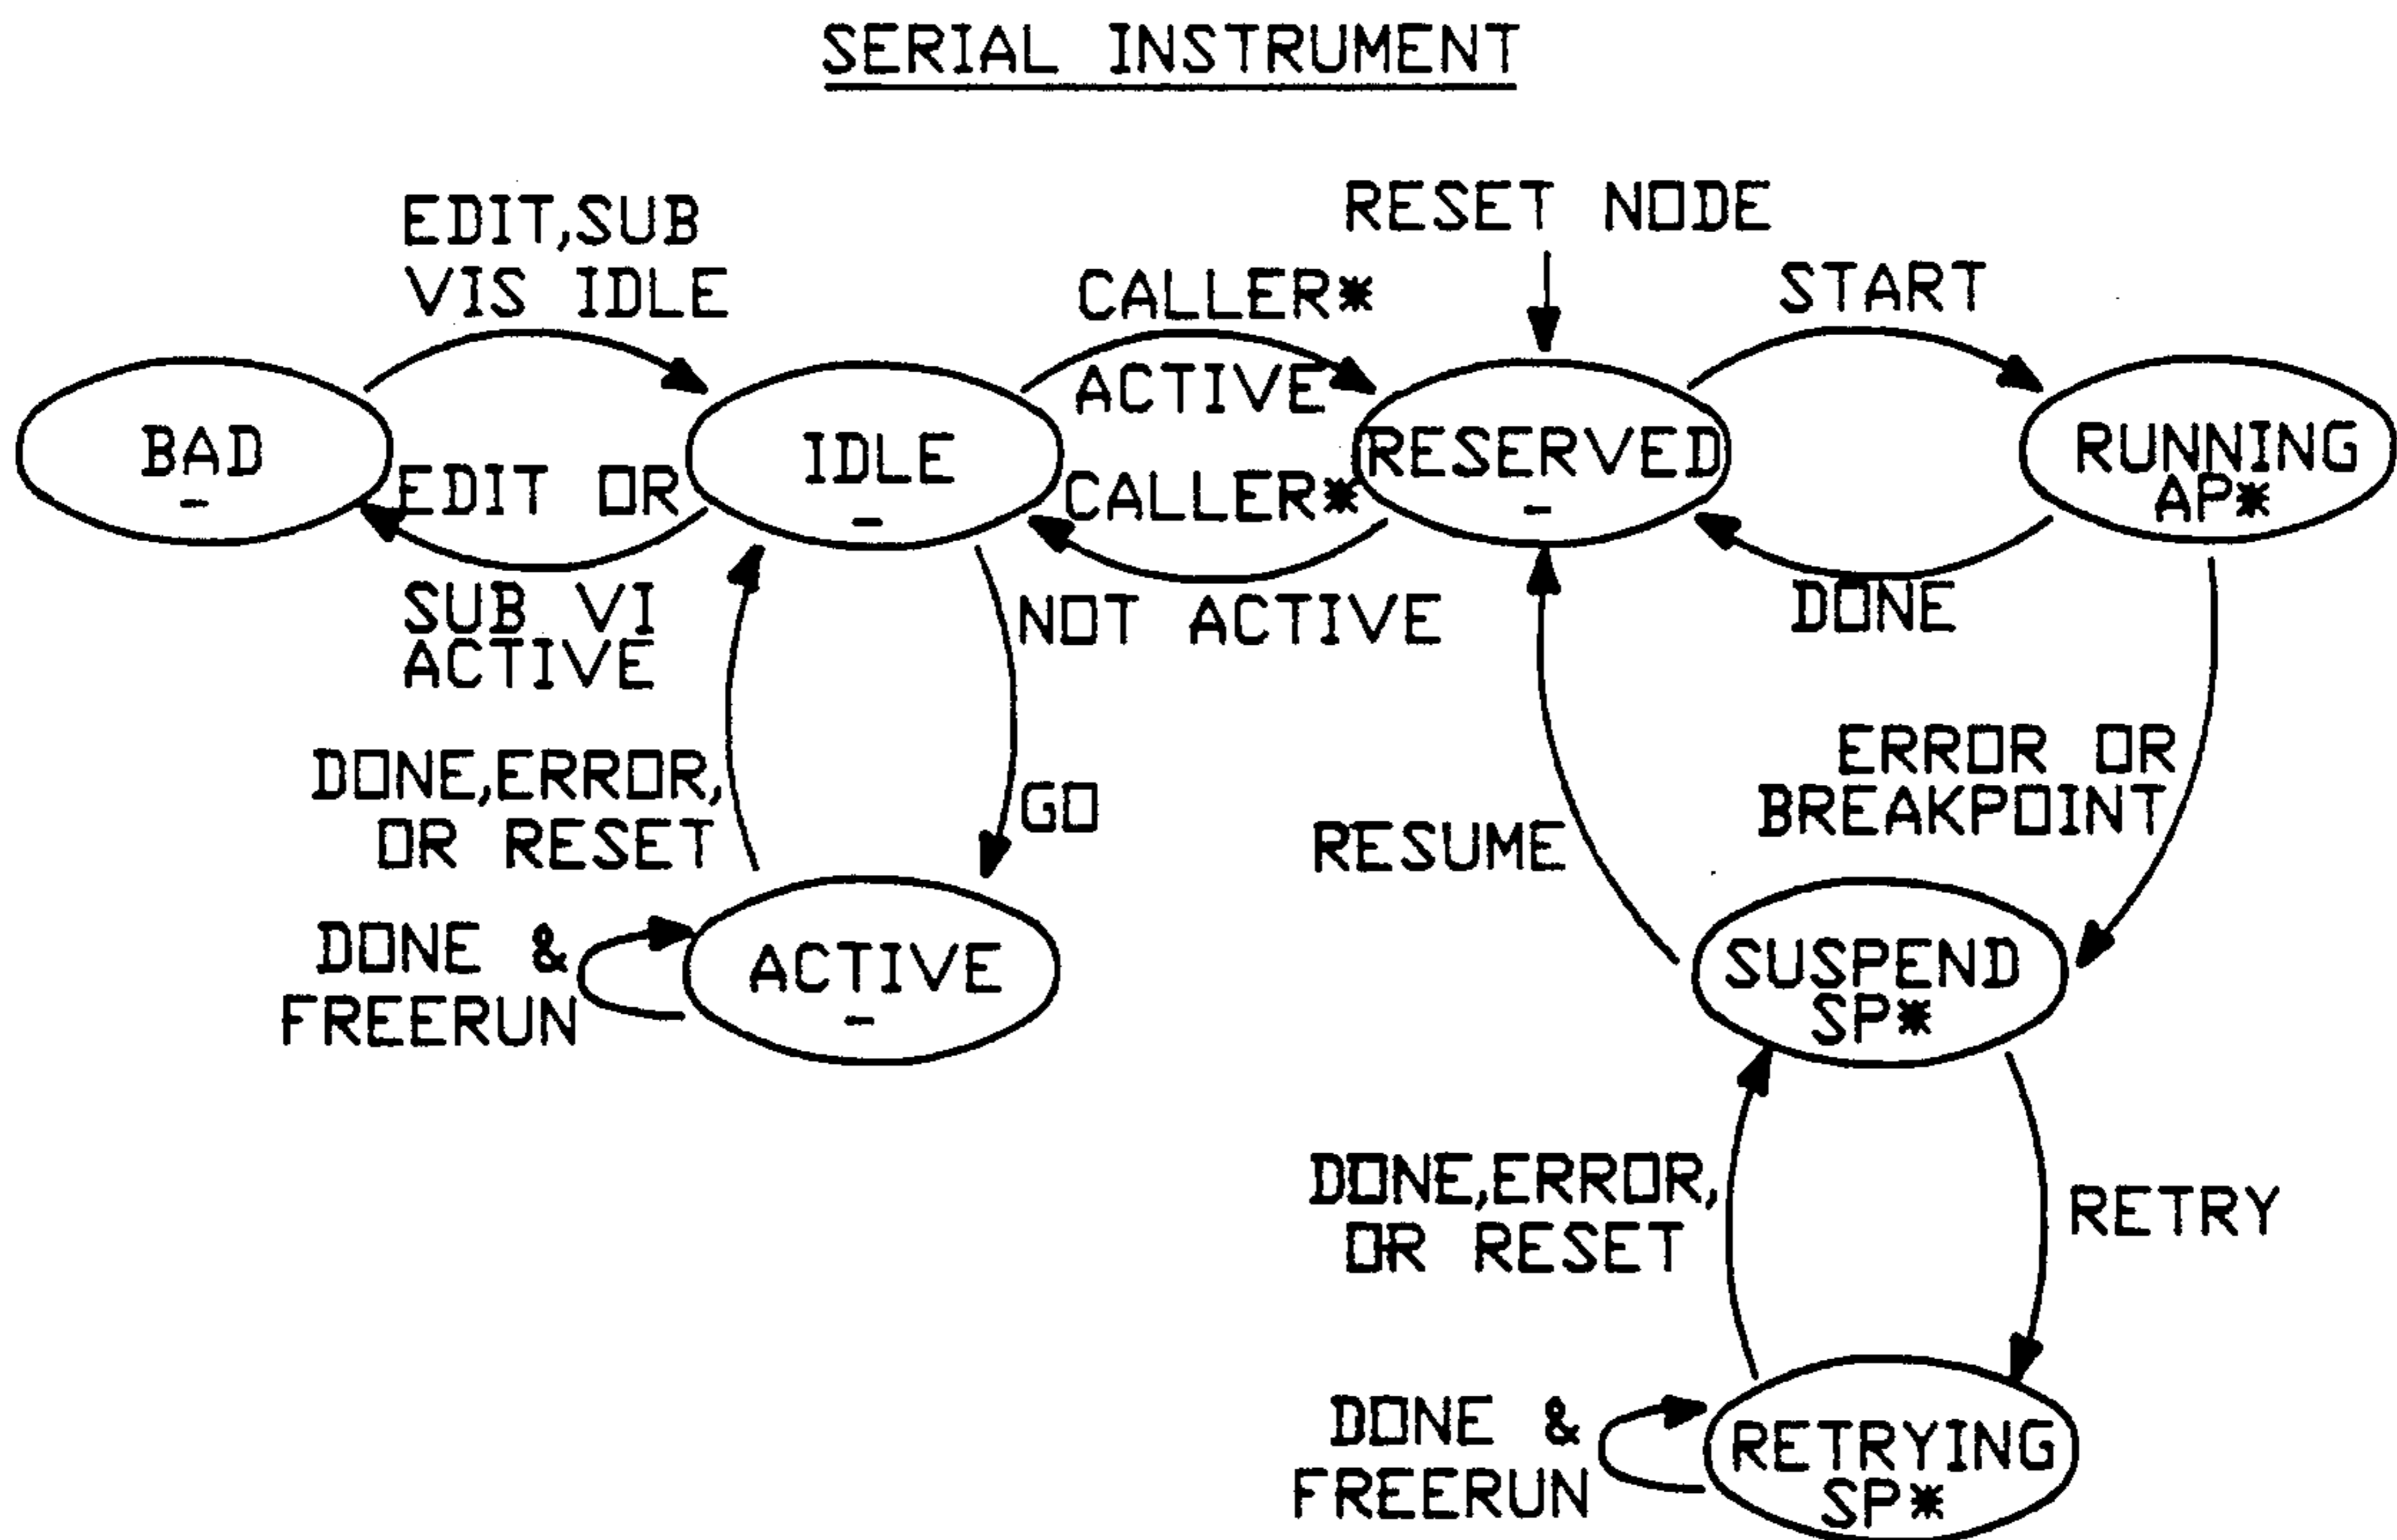 SERIAL INSTRUMENT
EDIT,SUB
VIS IDLE
CALLER*
ACTIVE
RESET NODE
START
BAD
-
EDIT OR
SUB VI
ACTIVE
IDLE
-
CALLER*
NOT ACTIVE
RESERVED
-
RUNNING
AP*
DONE
DONE,ERROR,
OR RESET
GO
RESUME
ERROR OR
BREAKPOINT
DONE &
FREERUN
ACTIVE
-
SUSPEND
SP*
DONE,ERROR,
OR RESET
RETRY
DONE &
FREERUN
RETRYING
SP*